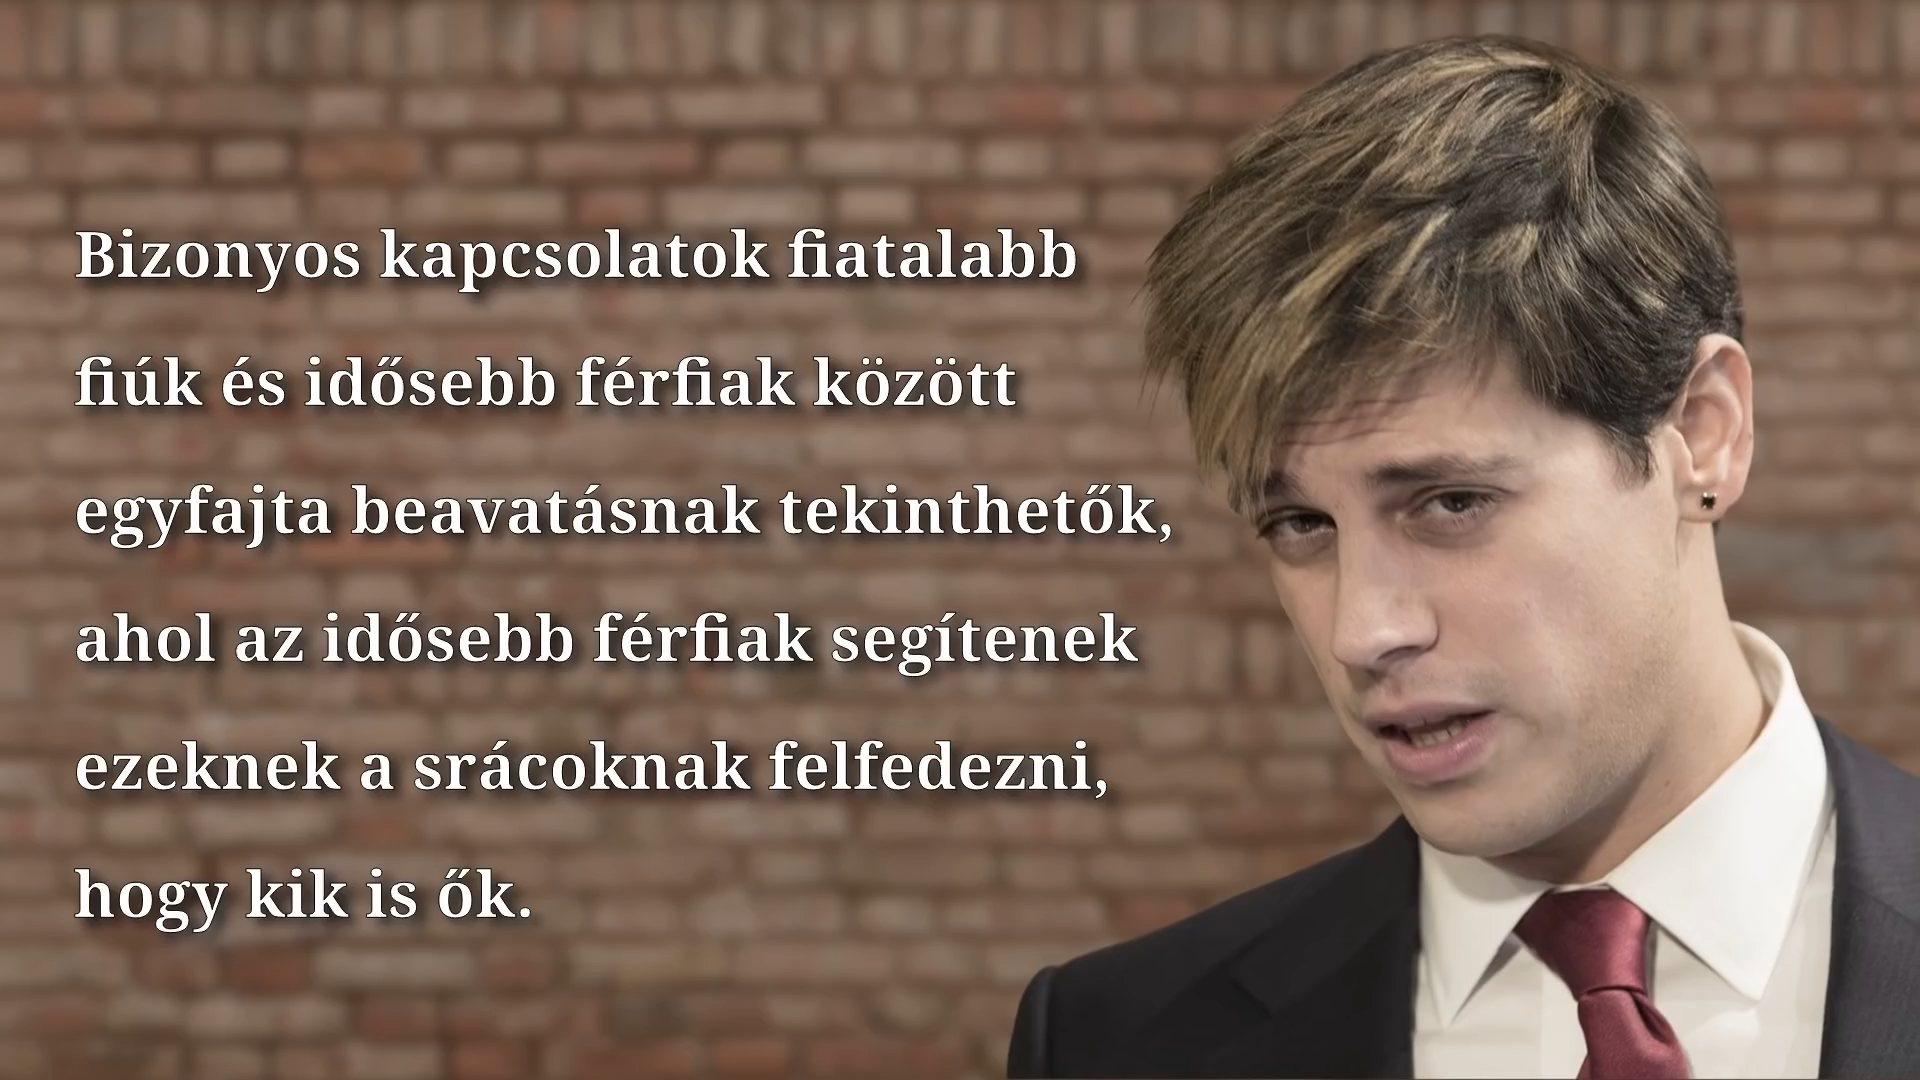 Bizonyos kapcsolatok fiatalabb
fiúk és idősebb férfiak között
egyfajta beavatásnak tekinthetők,
ahol az idősebb férfiak segítenek
ezeknek a srácoknak felfedezni,
hogy kik is ők.